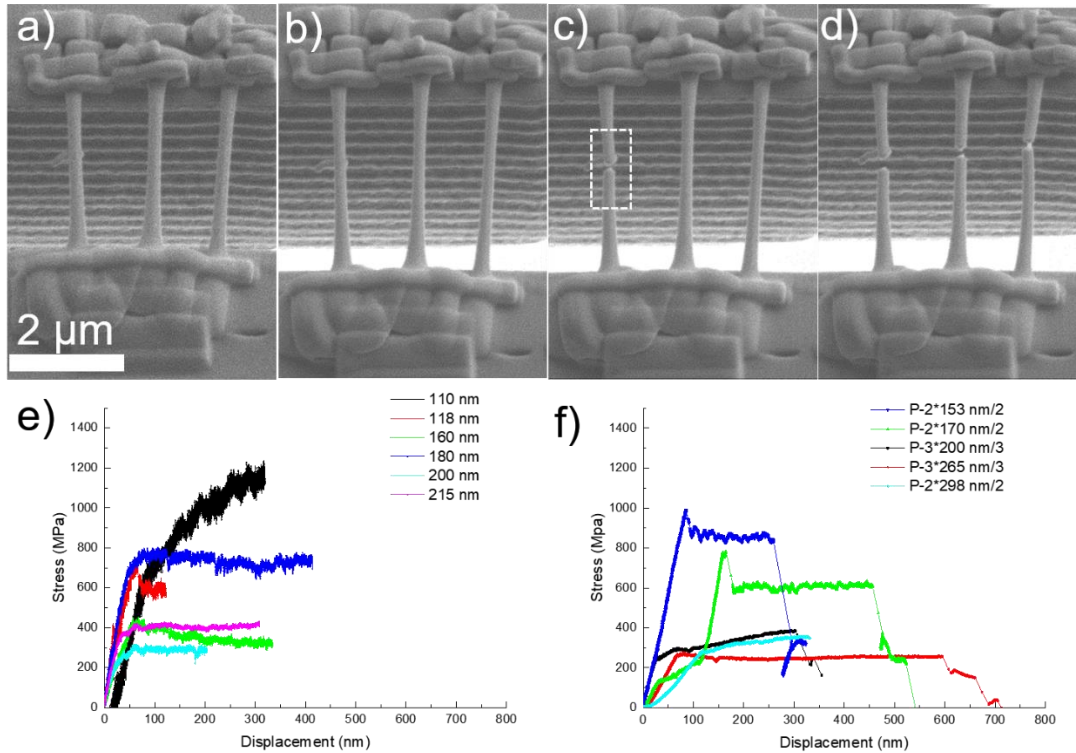 a)
b)
c)
d)
2 μm
e)
1400
1200
1000
800
600
400
200
0
Stress (MPa)
0 100 200 300 400 500 600 700 800
Displacement (nm)
110 nm
118 nm
160 nm
180 nm
200 nm
215 nm
f)
1400
1200
1000
800
600
400
200
0
Stress (Mpa)
0 100 200 300 400 500 600 700 800
Displacement (nm)
P-2*153 nm/2
P-2*170 nm/2
P-3*200 nm/3
P-3*265 nm/3
P-2*298 nm/2